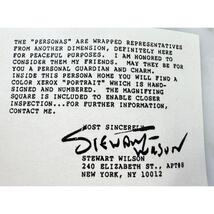 THE "PERSONAS" ARE WRAPPED REPRESENTATIVES
FROM ANOTHER DIMENSION, DEFINITELY HERE
FOR PEACEFUL PURPOSES. I AM HONORED TO
CONSIDER THEM MY FRIENDS. MAY THEY BE FOR
YOU A PERSONAL GUARDIAN AND CHARM.
INSIDE THIS PERSONA HOME YOU WILL FIND A
COLOR XEROX "PORTRAIT" WHICH IS HAND-
SIGNED AND NUMBERED. THE MAGNIFYING
SQUARE IS INCLUDED TO ENABLE CLOSER
INSPECTION...FOR FURTHER INFORMATION,
CONTACT ME.
MOST SINCEREL
STEWART WILSON
STEWART WILSON
240 ELIZABETH ST., APT#8
NEW YORK, NY 10012